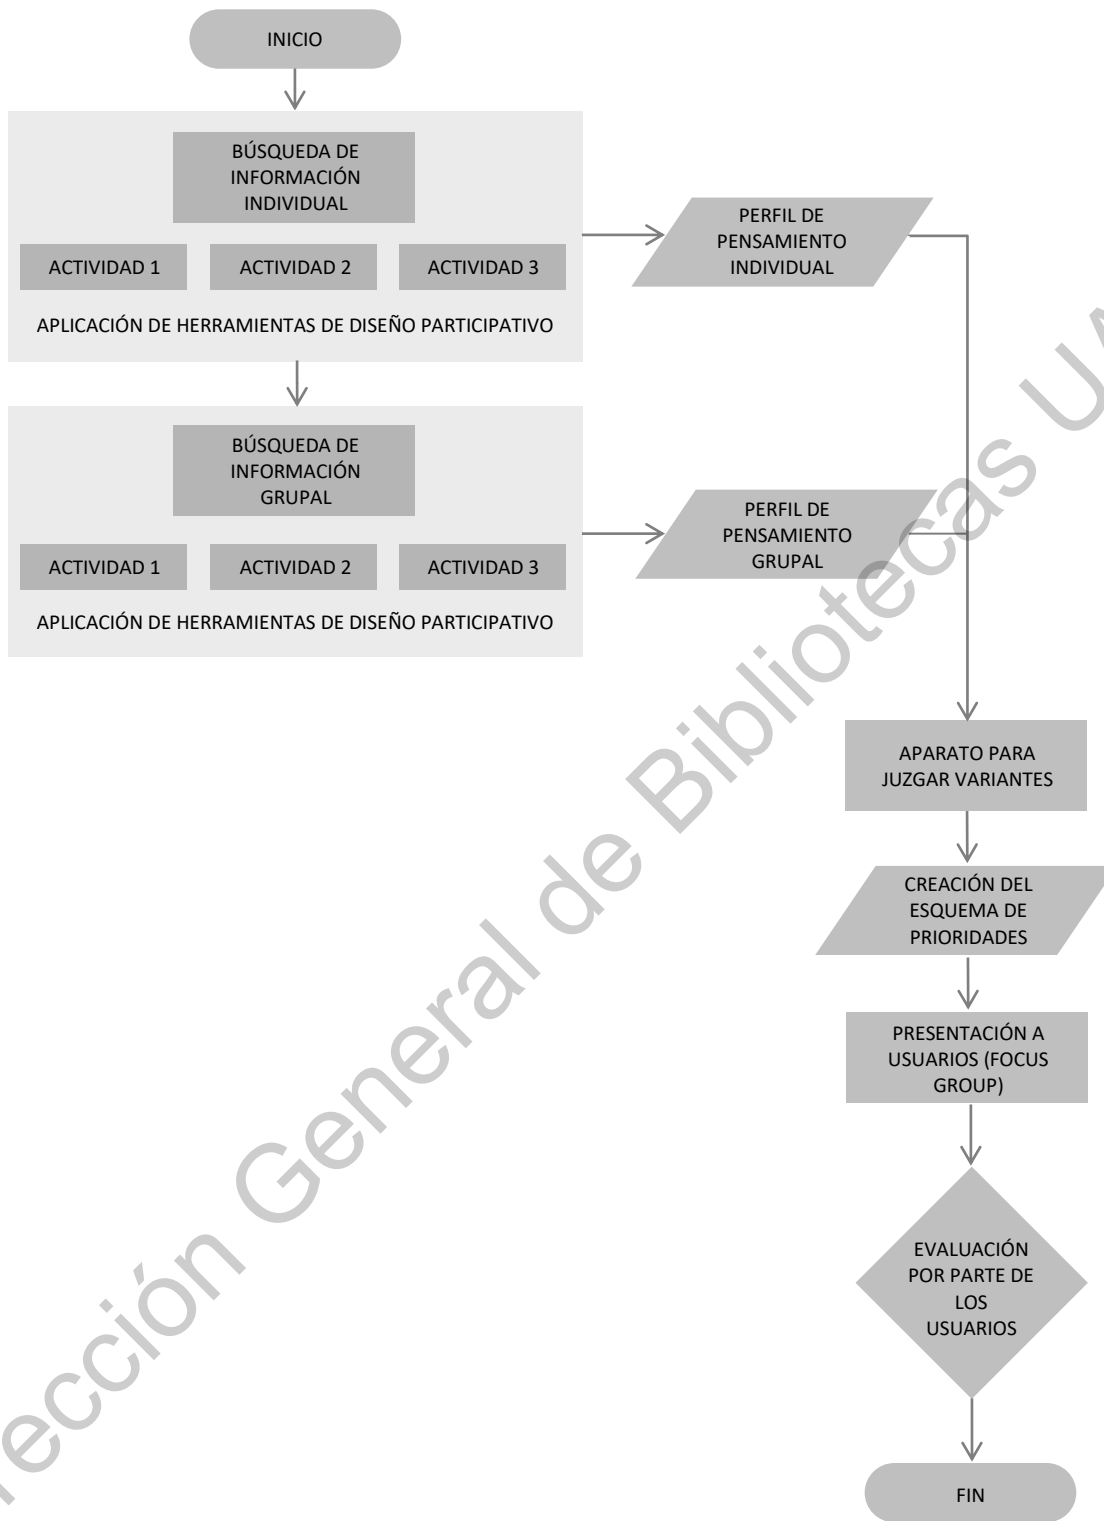 INICIO
BÚSQUEDA DE
INFORMACIÓN
INDIVIDUAL
ACTIVIDAD 1
ACTIVIDAD 2
ACTIVIDAD 3
APLICACIÓN DE HERRAMIENTAS DE DISEÑO PARTICIPATIVO
PERFIL DE
PENSAMIENTO
INDIVIDUAL
BÚSQUEDA DE
INFORMACIÓN
GRUPAL
ACTIVIDAD 1
ACTIVIDAD 2
ACTIVIDAD 3
APLICACIÓN DE HERRAMIENTAS DE DISEÑO PARTICIPATIVO
PERFIL DE
PENSAMIENTO
GRUPAL
APARATO PARA
JUZGAR VARIANTES
CREACIÓN DEL
ESQUEMA DE
PRIORIDADES
PRESENTACIÓN A
USUARIOS (FOCUS
GROUP)
EVALUACIÓN
POR PARTE DE
LOS
USUARIOS
FIN
General de Bibliotecas